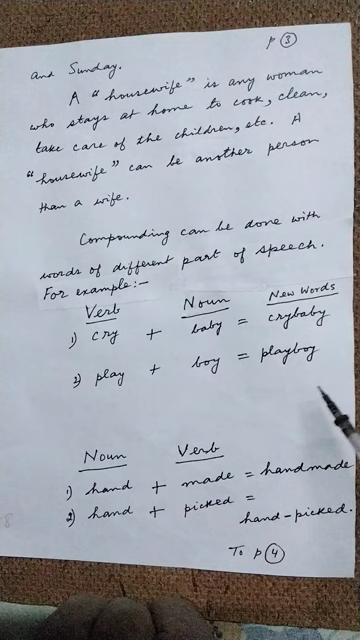 P 3
and Sunday.
A "housewife" is any woman
who stays at home to cook, clean,
take care of the children, etc. A
"housewife" can be another person
than a wife.
Compounding can be done with
words of different part of speech.
For example:-
Verb Noun New Words
1) cry + baby = crybaby
2) play + boy = playboy
Noun Verb
1) hand + made = handmade
2) hand + picked =
hand-picked.
To P 4